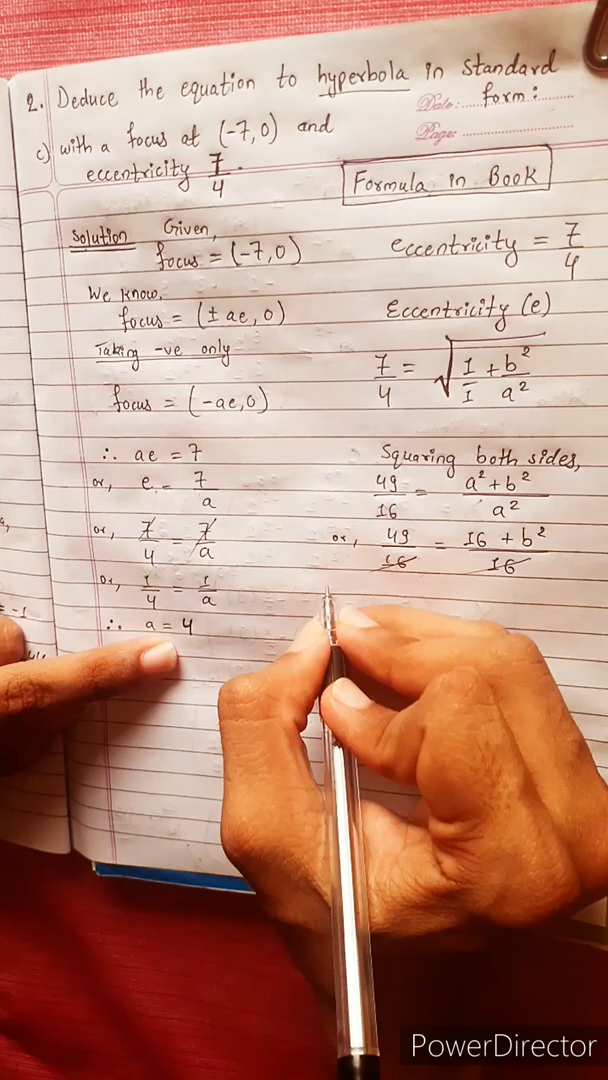 2. Deduce the equation to hyperbola in standard form:
Date:
Page:
c) with a focus at (-7,0) and
eccentricity 7/4.
Formula in Book
Solution Given,
focus = (-7,0)
We know,
focus = (± ae, 0)
Taking -ve only
focus = (-ae,0)
∴ ae = 7
or, e = 7/a
or, 7/4 = 7/a
or, 1/4 = 1/a
∴ a = 4
eccentricity = 7/4
Eccentricity (e)
7/4 = √(1/1 + b²/a²)
Squaring both sides,
49/16 = (a² + b²)/a²
or, 49/16 = (16 + b²)/16
PowerDirector